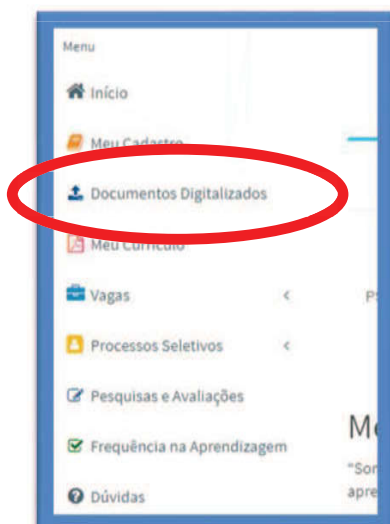 Menu
Início
Meu Cadastro
Documentos Digitalizados
Meu Currículo
Vagas
Processos Seletivos
Pesquisas e Avaliações
Frequência na Aprendizagem
Dúvidas